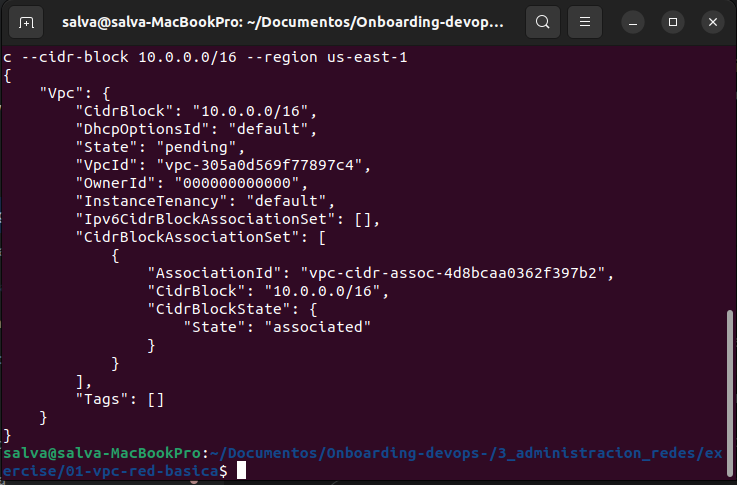 salva@salva-MacBookPro: ~/Documentos/Onboarding-devop...
c --cidr-block 10.0.0.0/16 --region us-east-1
{
    "Vpc": {
        "CidrBlock": "10.0.0.0/16",
        "DhcpOptionsId": "default",
        "State": "pending",
        "VpcId": "vpc-305a0d569f77897c4",
        "OwnerId": "000000000000",
        "InstanceTenancy": "default",
        "Ipv6CidrBlockAssociationSet": [],
        "CidrBlockAssociationSet": [
            {
                "AssociationId": "vpc-cidr-assoc-4d8bcaa0362f397b2",
                "CidrBlock": "10.0.0.0/16",
                "CidrBlockState": {
                    "State": "associated"
                }
            }
        ],
        "Tags": []
    }
}
salva@salva-MacBookPro:~/Documentos/Onboarding-devops-/3_administracion_redes/ex
ercise/01-vpc-red-basica$